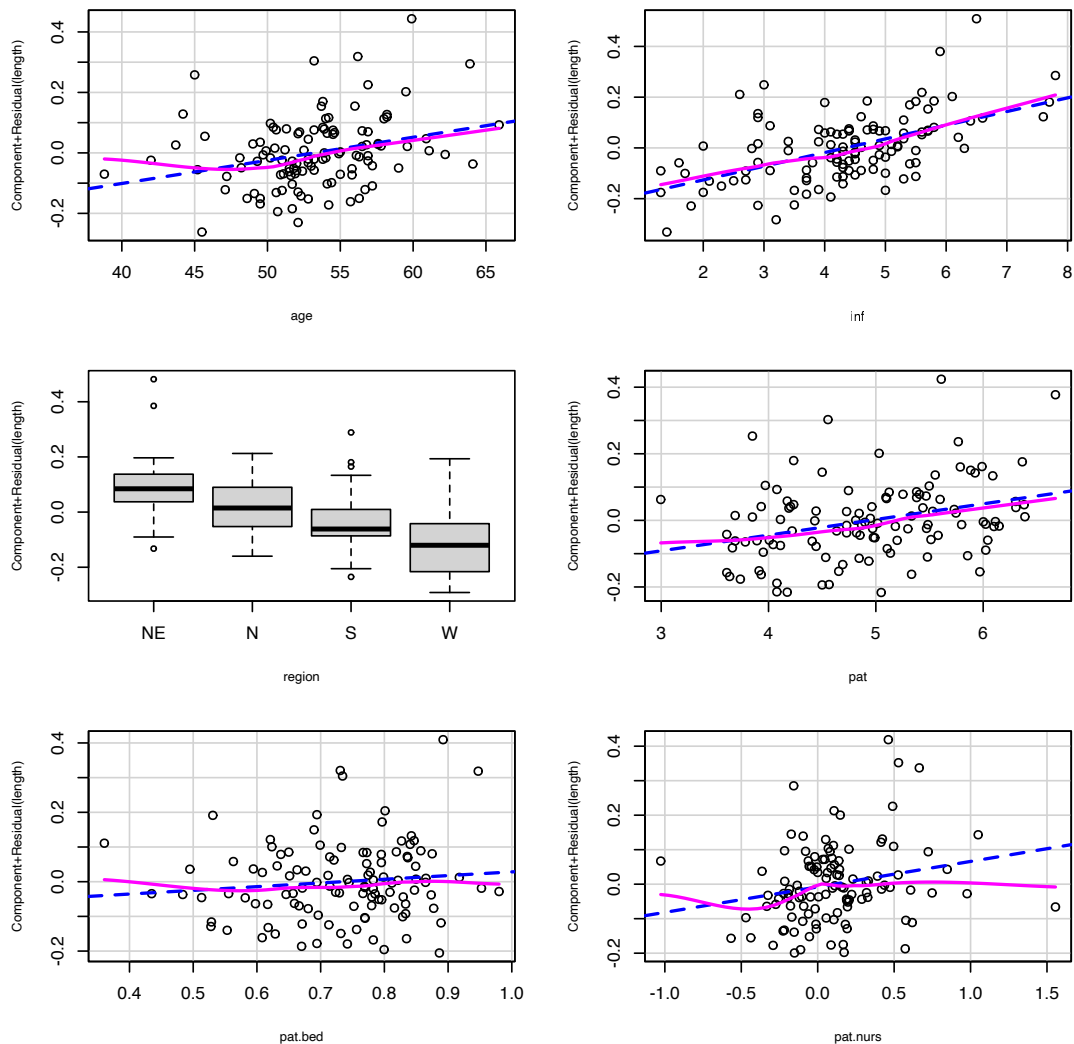 Component+Residual(length)
-0.2 0.0 0.2 0.4
40 45 50 55 60 65
age
Component+Residual(length)
-0.2 0.0 0.2 0.4
2 3 4 5 6 7 8
inf
Component+Residual(length)
-0.2 0.0 0.2 0.4
NE N S W
region
Component+Residual(length)
-0.2 0.0 0.2 0.4
3 4 5 6
pat
Component+Residual(length)
-0.2 0.0 0.2 0.4
0.4 0.5 0.6 0.7 0.8 0.9 1.0
pat.bed
Component+Residual(length)
-0.2 0.0 0.2 0.4
-1.0 -0.5 0.0 0.5 1.0 1.5
pat.nurs